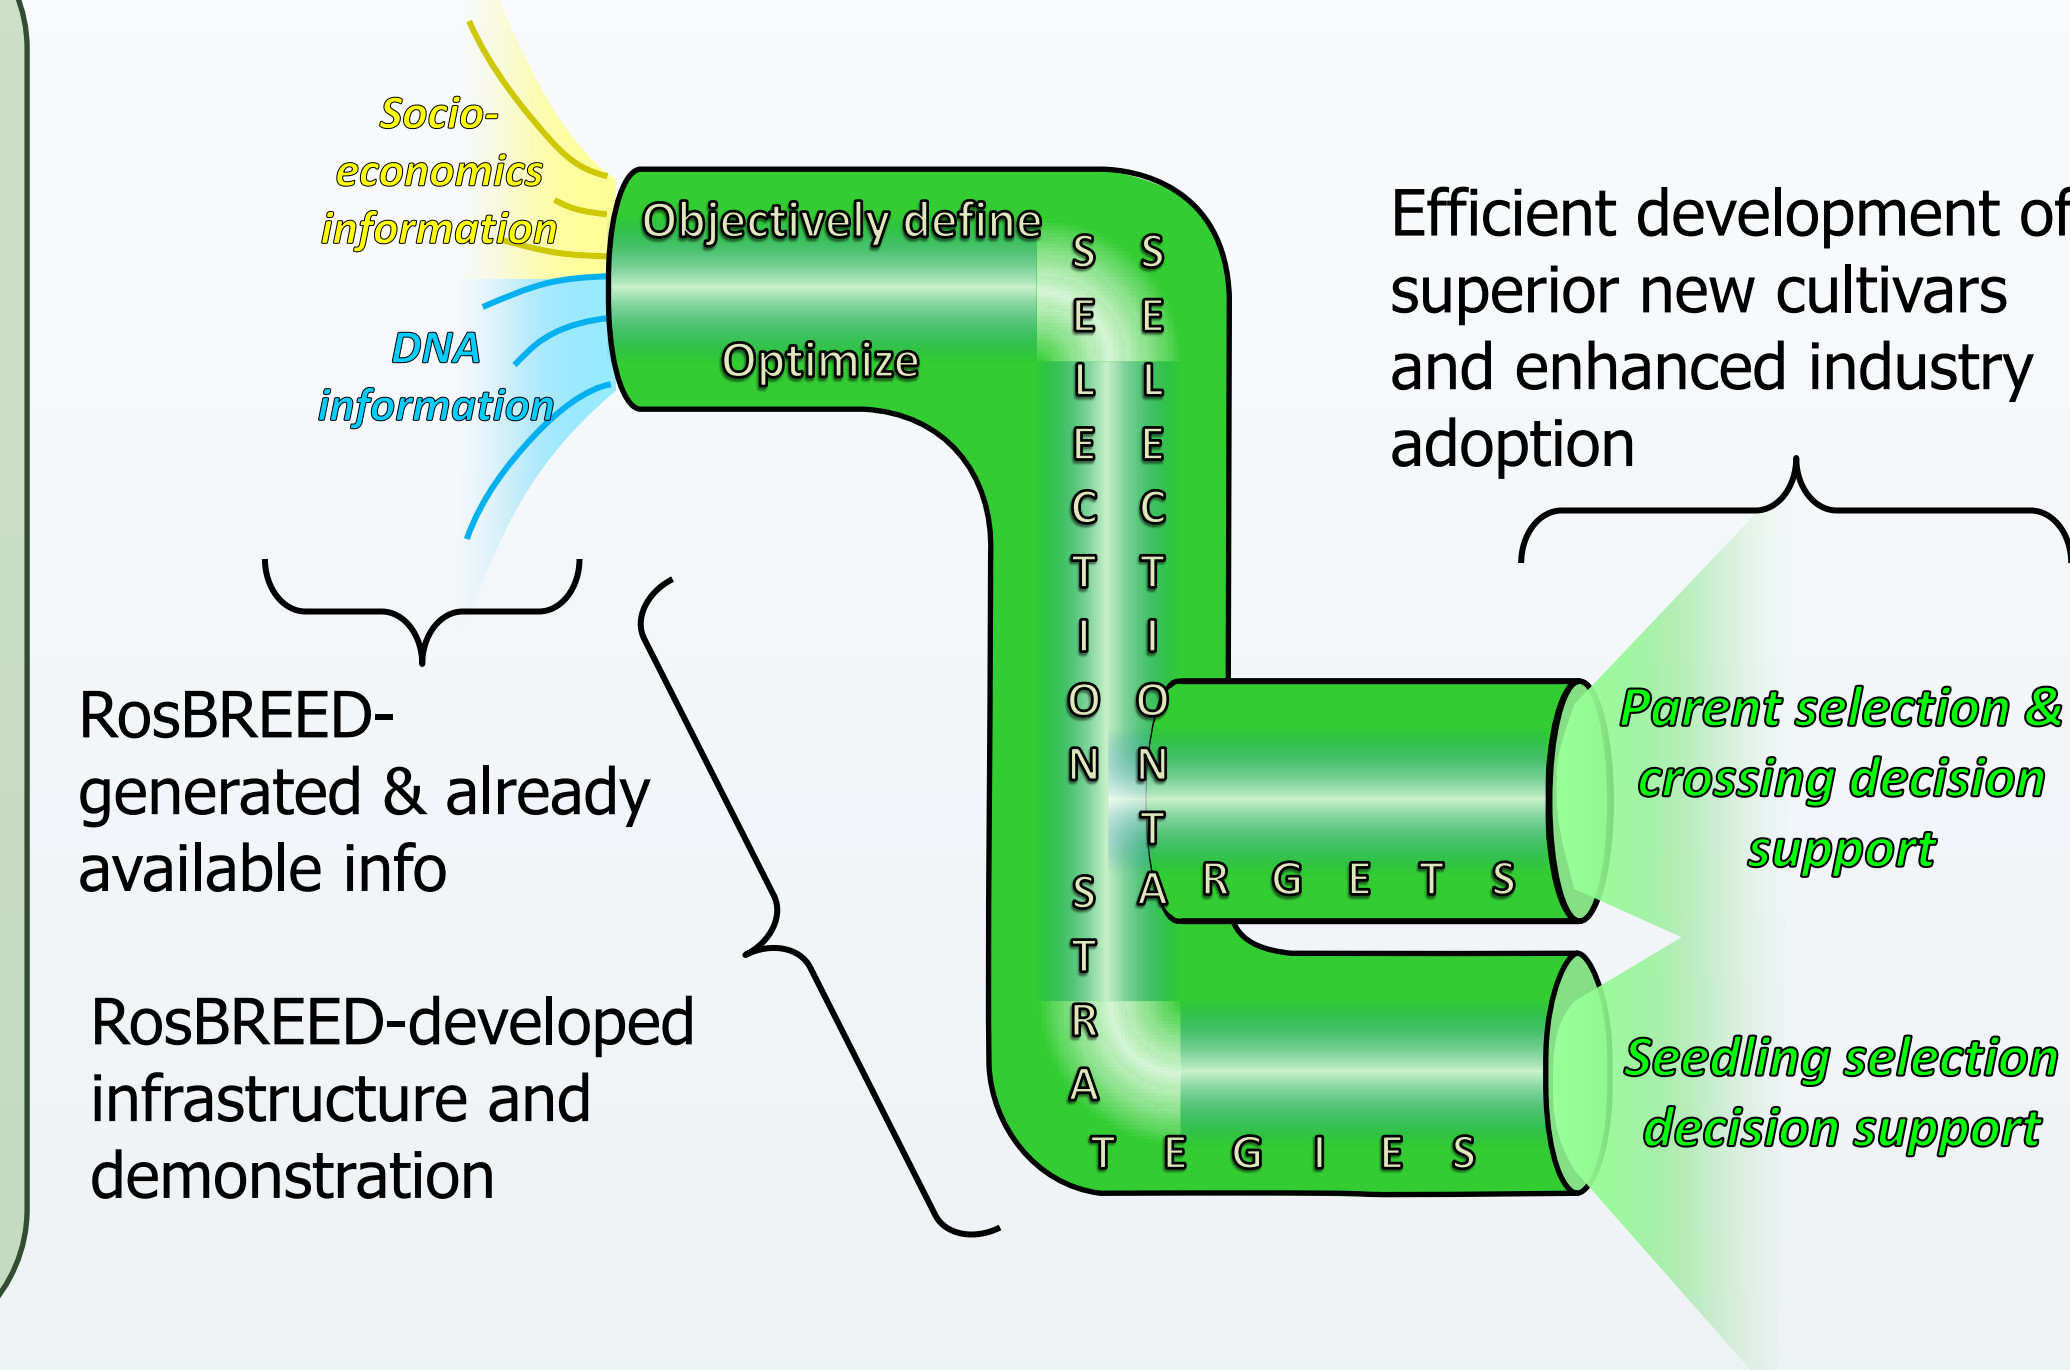 Socio-
economics
information
DNA
information
Objectively define
Optimize
SELECTION STRATEGIES
SELECTION TARGETS
Efficient development of
superior new cultivars
and enhanced industry
adoption
RosBREED-
generated & already
available info
RosBREED-developed
infrastructure and
demonstration
Parent selection &
crossing decision
support
Seedling selection
decision support